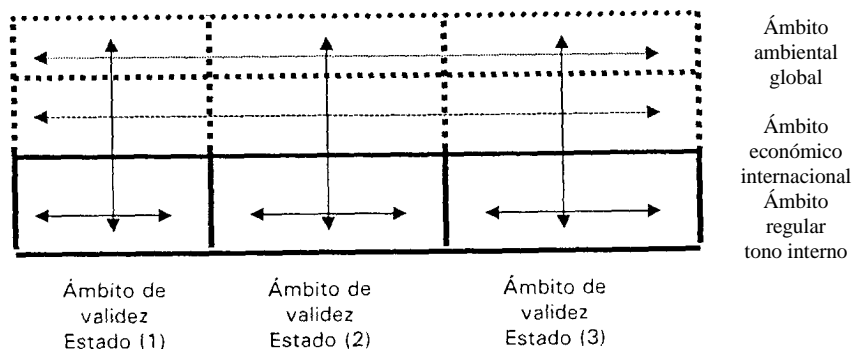 Ámbito
ambiental
global
Ámbito
económico
internacional
Ámbito
regular
tono interno
Ámbito de
validez
Estado (1)
Ámbito de
validez
Estado (2)
Ámbito de
validez
Estado (3)